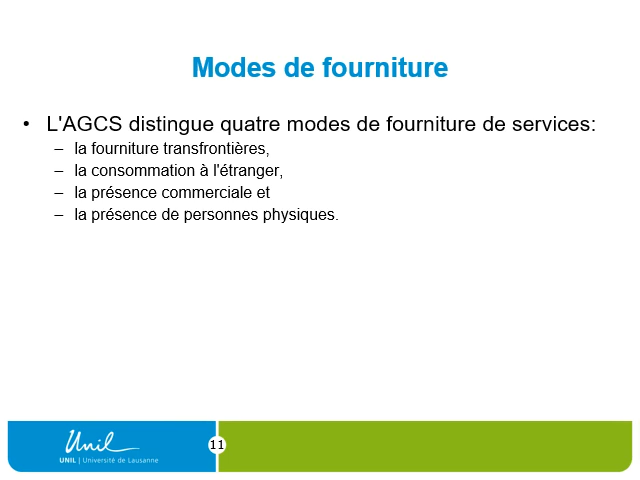 Modes de fourniture
• L'AGCS distingue quatre modes de fourniture de services:
– la fourniture transfrontières,
– la consommation à l'étranger,
– la présence commerciale et
– la présence de personnes physiques.
Unil
UNIL | Université de Lausanne
11